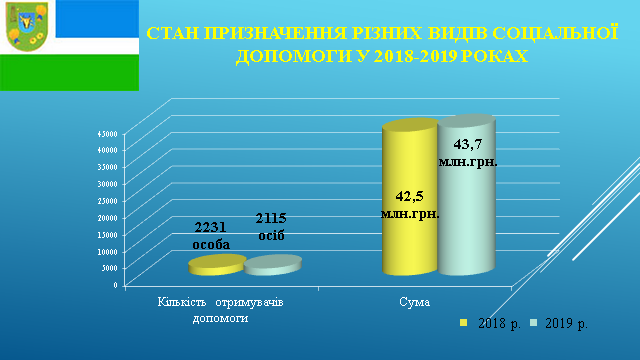 СТАН ПРИЗНАЧЕННЯ РІЗНИХ ВИДІВ СОЦІАЛЬНОЇ
ДОПОМОГИ У 2018-2019 РОКАХ
45000
40000
35000
30000
25000
20000
15000
10000
5000
0
2231
особа
2115
осіб
42,5
млн.грн.
43,7
млн.грн.
Кількість отримувачів
допомоги
Сума
2018 р.
2019 р.